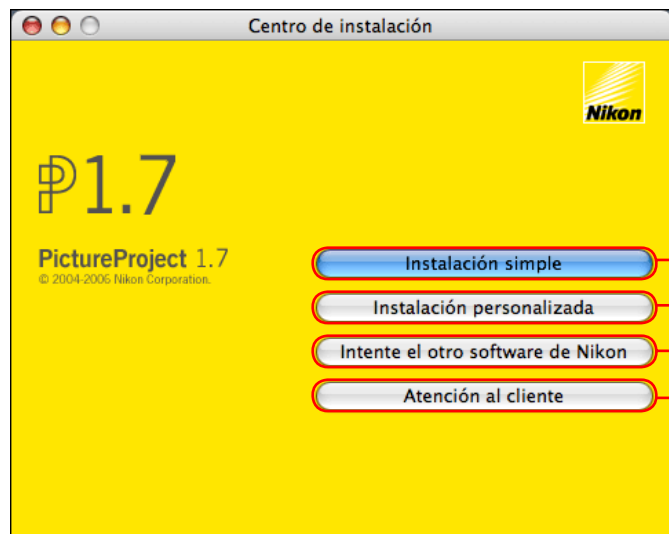 Centro de instalación
Nikon
P1.7
PictureProject 1.7
© 2004-2006 Nikon Corporation.
Instalación simple
Instalación personalizada
Intente el otro software de Nikon
Atención al cliente